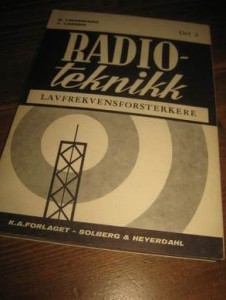 Del 3
RADIO-
teknikk
LAVFREKVENSFORSTERKERE
K.A.FORLAGET - SOLBERG & HEYERDAHL